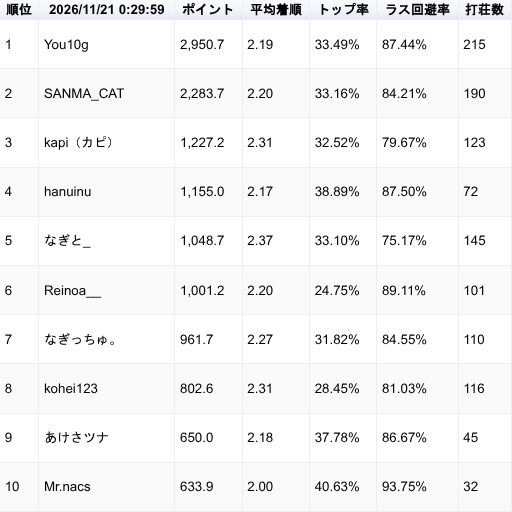 順位 2026/11/21 0:29:59 ポイント 平均着順 トップ率 ラス回避率 打荘数
1 You10g 2,950.7 2.19 33.49% 87.44% 215
2 SANMA_CAT 2,283.7 2.20 33.16% 84.21% 190
3 kapi（カピ） 1,227.2 2.31 32.52% 79.67% 123
4 hanuinu 1,155.0 2.17 38.89% 87.50% 72
5 なぎと_ 1,048.7 2.37 33.10% 75.17% 145
6 Reinoa__ 1,001.2 2.20 24.75% 89.11% 101
7 なぎっちゅ。 961.7 2.27 31.82% 84.55% 110
8 kohei123 802.6 2.31 28.45% 81.03% 116
9 あけさツナ 650.0 2.18 37.78% 86.67% 45
10 Mr.nacs 633.9 2.00 40.63% 93.75% 32